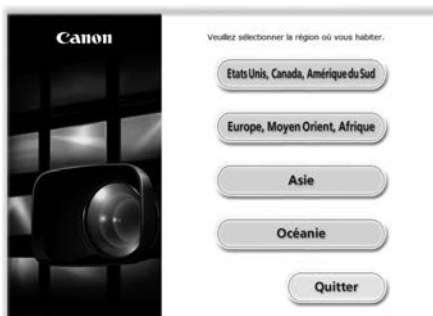 Canon
Veuillez sélectionner la région où vous habiter.
Etats Unis, Canada, Amérique du Sud
Europe, Moyen Orient, Afrique
Asie
Océanie
Quitter